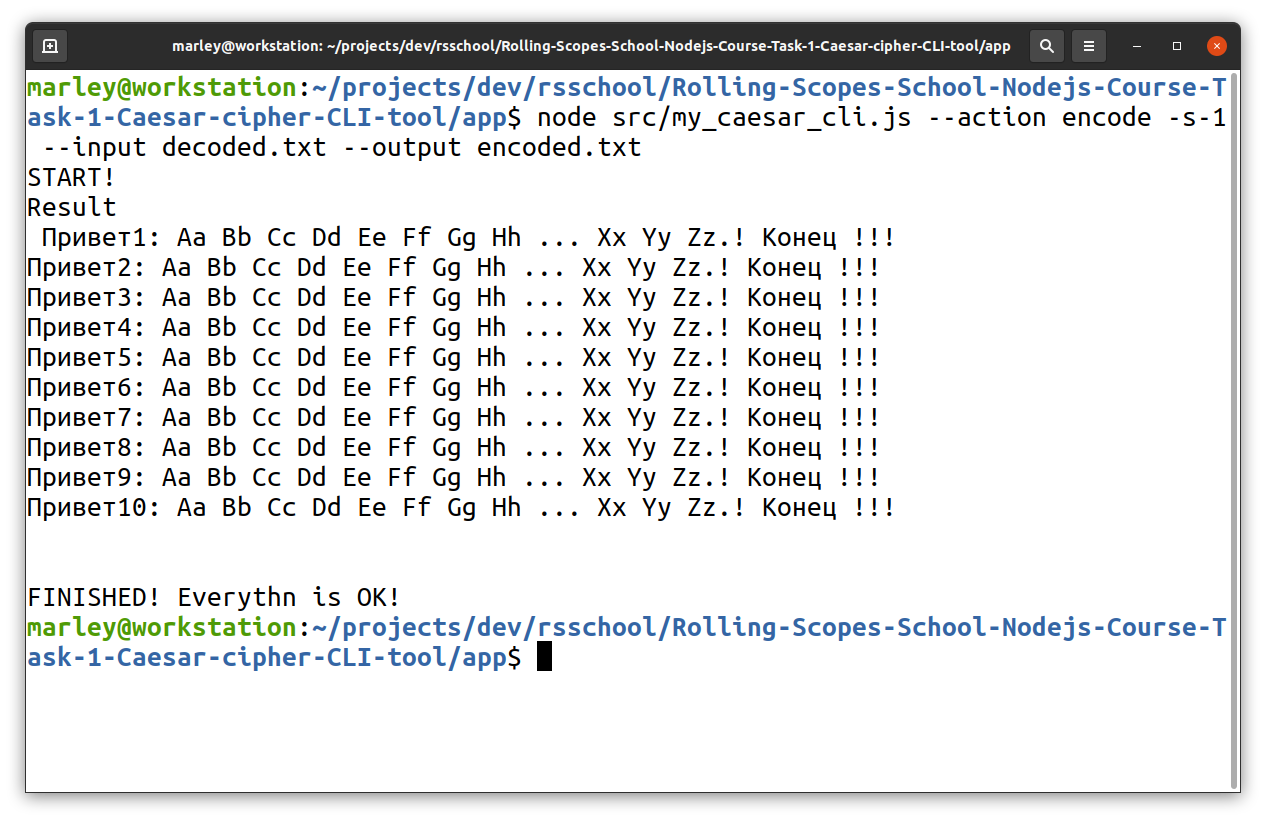 marley@workstation: ~/projects/dev/rsschool/Rolling-Scopes-School-Nodejs-Course-Task-1-Caesar-cipher-CLI-tool/app
marley@workstation:~/projects/dev/rsschool/Rolling-Scopes-School-Nodejs-Course-T
ask-1-Caesar-cipher-CLI-tool/app$ node src/my_caesar_cli.js --action encode -s-1
 --input decoded.txt --output encoded.txt
START!
Result
 Привет1: Aa Bb Cc Dd Ee Ff Gg Hh ... Xx Yy Zz.! Конец !!!
Привет2: Aa Bb Cc Dd Ee Ff Gg Hh ... Xx Yy Zz.! Конец !!!
Привет3: Aa Bb Cc Dd Ee Ff Gg Hh ... Xx Yy Zz.! Конец !!!
Привет4: Aa Bb Cc Dd Ee Ff Gg Hh ... Xx Yy Zz.! Конец !!!
Привет5: Aa Bb Cc Dd Ee Ff Gg Hh ... Xx Yy Zz.! Конец !!!
Привет6: Aa Bb Cc Dd Ee Ff Gg Hh ... Xx Yy Zz.! Конец !!!
Привет7: Aa Bb Cc Dd Ee Ff Gg Hh ... Xx Yy Zz.! Конец !!!
Привет8: Aa Bb Cc Dd Ee Ff Gg Hh ... Xx Yy Zz.! Конец !!!
Привет9: Aa Bb Cc Dd Ee Ff Gg Hh ... Xx Yy Zz.! Конец !!!
Привет10: Aa Bb Cc Dd Ee Ff Gg Hh ... Xx Yy Zz.! Конец !!!
FINISHED! Everythn is OK!
marley@workstation:~/projects/dev/rsschool/Rolling-Scopes-School-Nodejs-Course-T
ask-1-Caesar-cipher-CLI-tool/app$